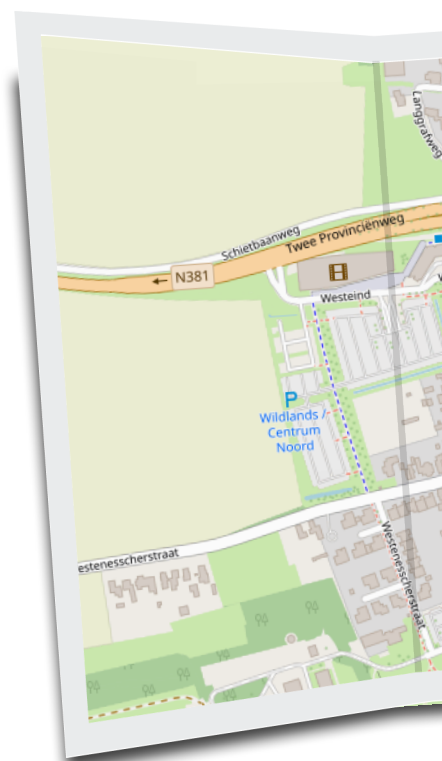 Langgrafweg
Schietbaanweg
Twee Provinciënweg
N381
Westeind
P
Wildlands /
Centrum
Noord
estenesscherstraat
Westenesscherstraat